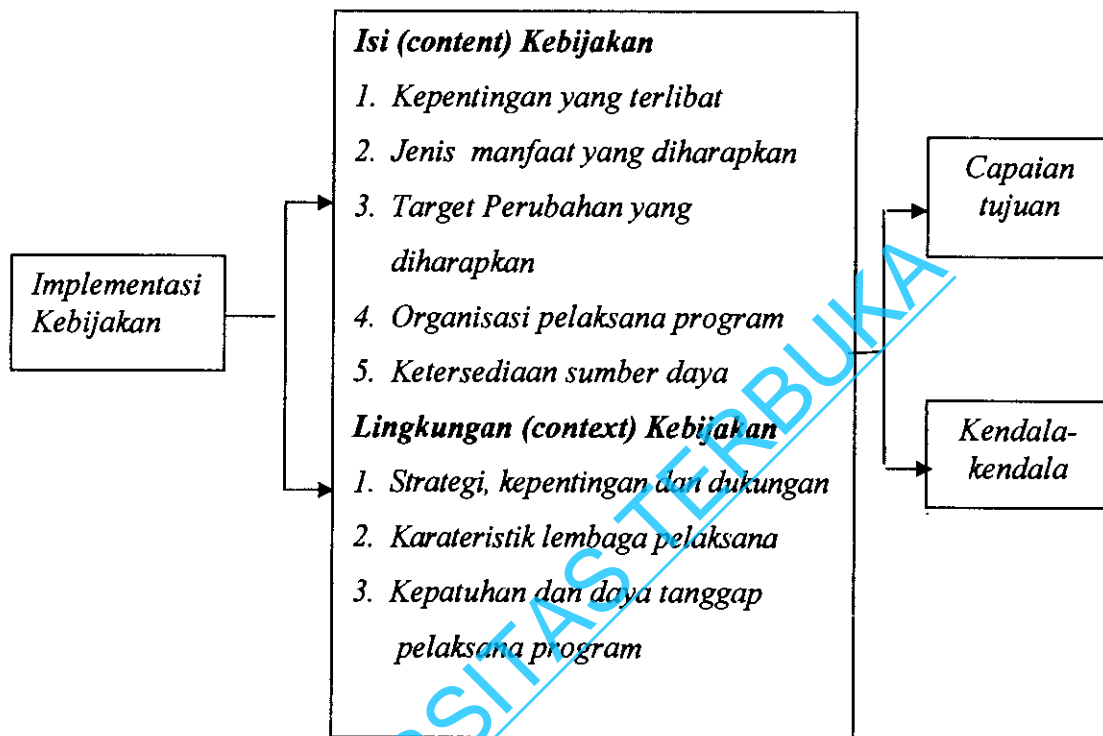 Implementasi
Kebijakan
Isi (content) Kebijakan
1. Kepentingan yang terlibat
2. Jenis manfaat yang diharapkan
3. Target Perubahan yang
diharapkan
4. Organisasi pelaksana program
5. Ketersediaan sumber daya
Lingkungan (context) Kebijakan
1. Strategi, kepentingan dan dukungan
2. Karateristik lembaga pelaksana
3. Kepatuhan dan daya tanggap
pelaksana program
Capaian
tujuan
Kendala-
kendala
RSITAS TERBUKA